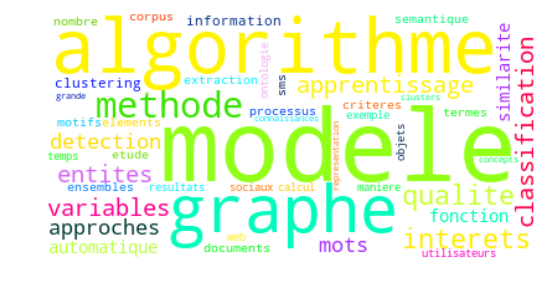 nombre
corpus
information
semantique
algorithme
similarite
classification
ontologie
sms
clustering
extraction
apprentissage
grande
methode
processus
criteres
clusters
connaissances
exemple
termes
motifs
elements
modele
representation
objets
detection
temps
etude
concepts
entites
ensembles
resultats
sociaux
calcul
maniere
qualite
variables
graphe
fonction
approches
web
mots
interets
automatique
documents
utilisateurs